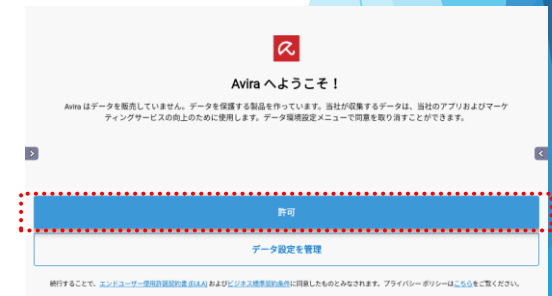 Avira へようこそ！
Avira はデータを販売していません。データを保護する製品を作っています。当社が収集するデータは、当社のアプリおよびマーケ
ティングサービスの向上のために使用します。データ環境設定メニューで同意を取り消すことができます。
許可
データ設定を管理
続行することで、エンドユーザー使用許諾契約書 (EULA) およびビジネス標準契約条件に同意したものとみなされます。プライバシー ポリシーはこちらをご覧ください。